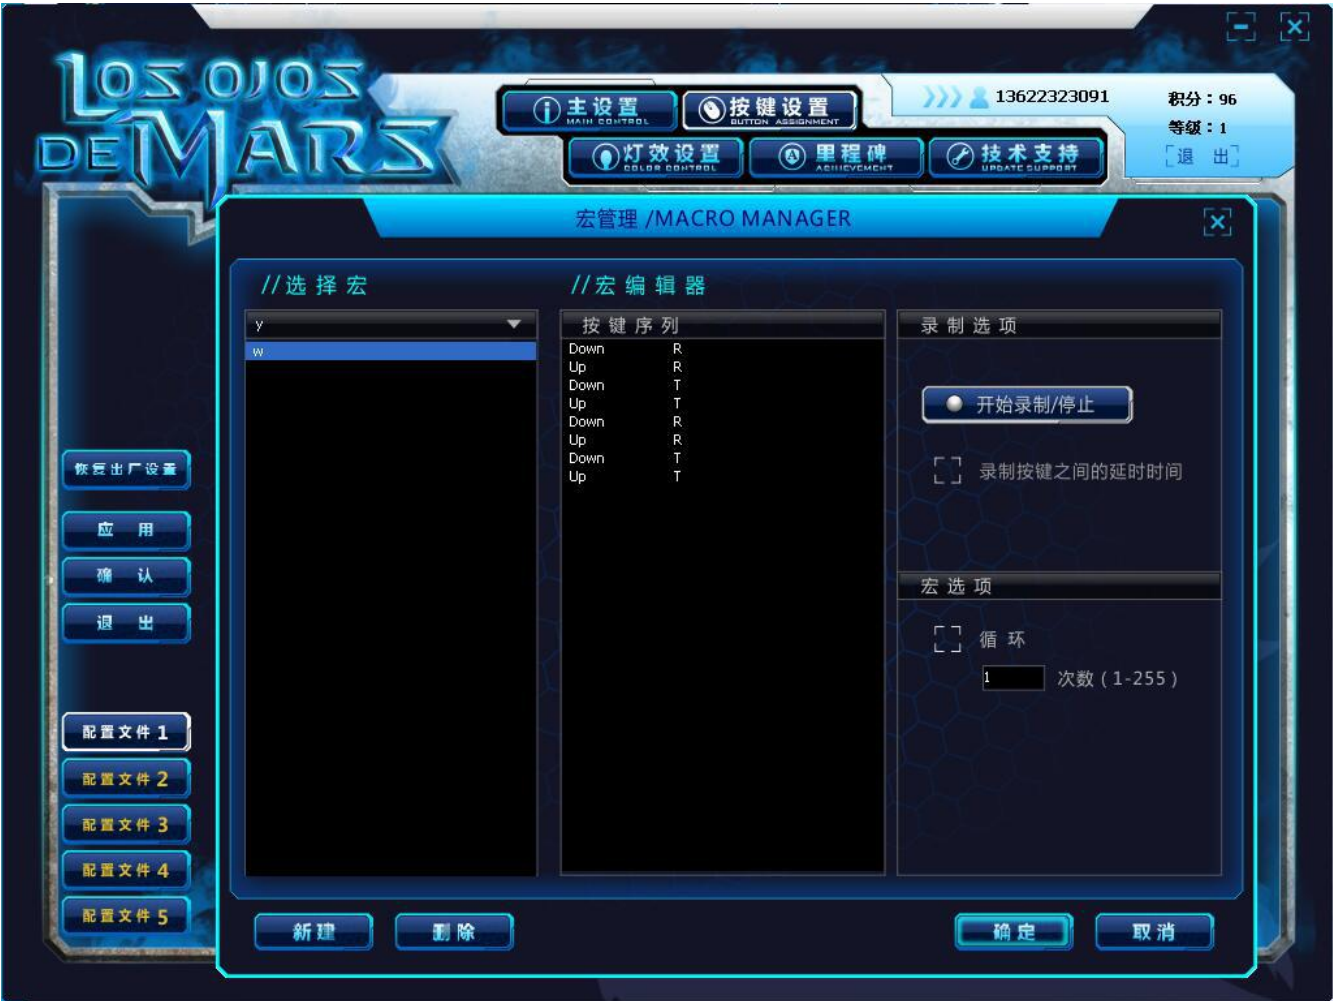 LOS OJOS
DE MARS
主设置
MAIN CONTROL
按键设置
BUTTON ASSIGNMENT
13622323091
积分：96
等级：1
「退 出」
灯效设置
COLOR CONTROL
里程碑
ACHIEVEMENT
技术支持
UPDATE SUPPORT
宏管理 /MACRO MANAGER
//选择宏
//宏编辑器
y
按键序列
录制选项
w
Down R
Up R
Down T
Up T
Down R
Up R
Down T
Up T
开始录制/停止
录制按键之间的延时时间
宏选项
循环
1
次数（1-255）
恢复出厂设置
应 用
确 认
退 出
配置文件 1
配置文件 2
配置文件 3
配置文件 4
配置文件 5
新建
删除
确定
取消